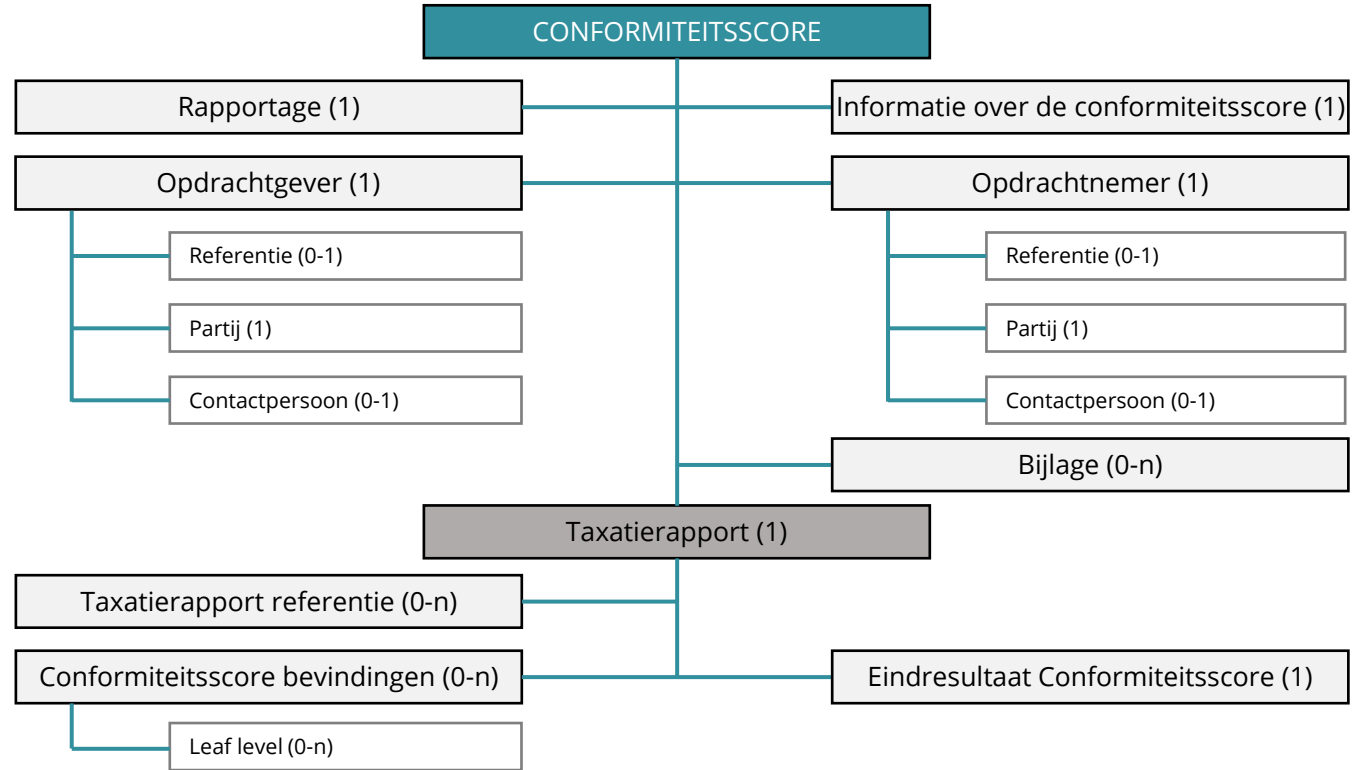 CONFORMITEITSSCORE
Rapportage (1)
Informatie over de conformiteitsscore (1)
Opdrachtgever (1)
Opdrachtnemer (1)
Referentie (0-1)
Referentie (0-1)
Partij (1)
Partij (1)
Contactpersoon (0-1)
Contactpersoon (0-1)
Bijlage (0-n)
Taxatierapport (1)
Taxatierapport referentie (0-n)
Conformiteitsscore bevindingen (0-n)
Eindresultaat Conformiteitsscore (1)
Leaf level (0-n)